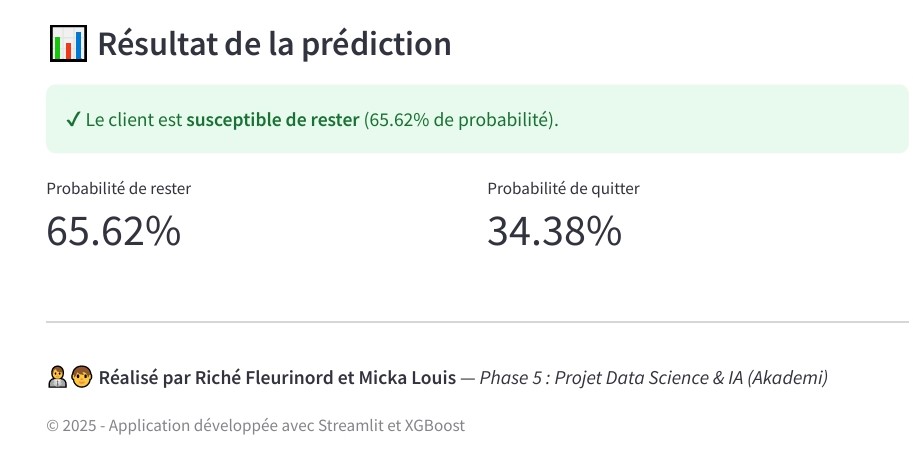 Résultat de la prédiction
✓ Le client est susceptible de rester (65.62% de probabilité).
Probabilité de rester
Probabilité de quitter
65.62%
34.38%
Réalisé par Riché Fleurinord et Micka Louis — Phase 5 : Projet Data Science & IA (Akademi)
© 2025 - Application développée avec Streamlit et XGBoost